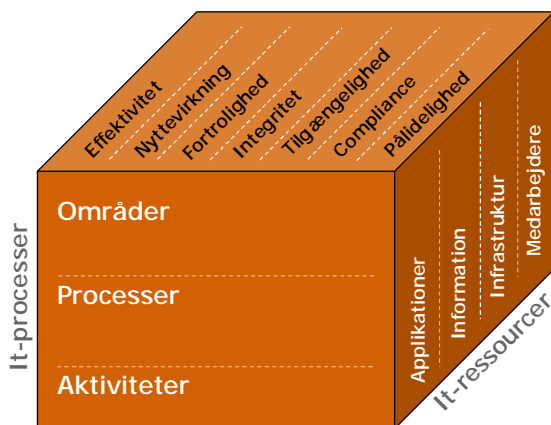 Effektivitet
Nyttevirkning
Fortrolighed
Integritet
Tilgængelighed
Compliance
Pålidelighed
It-processer
Områder
Processer
Aktiviteter
Applikationer
Information
Infrastruktur
Medarbejdere
It-ressourcer